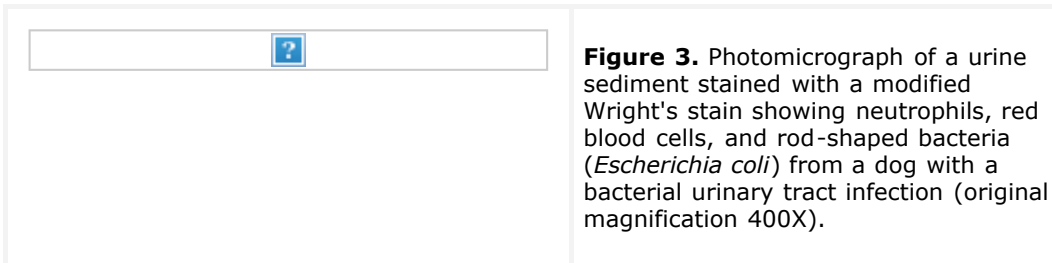 Figure 3. Photomicrograph of a urine
sediment stained with a modified
Wright's stain showing neutrophils, red
blood cells, and rod-shaped bacteria
(Escherichia coli) from a dog with a
bacterial urinary tract infection (original
magnification 400X).